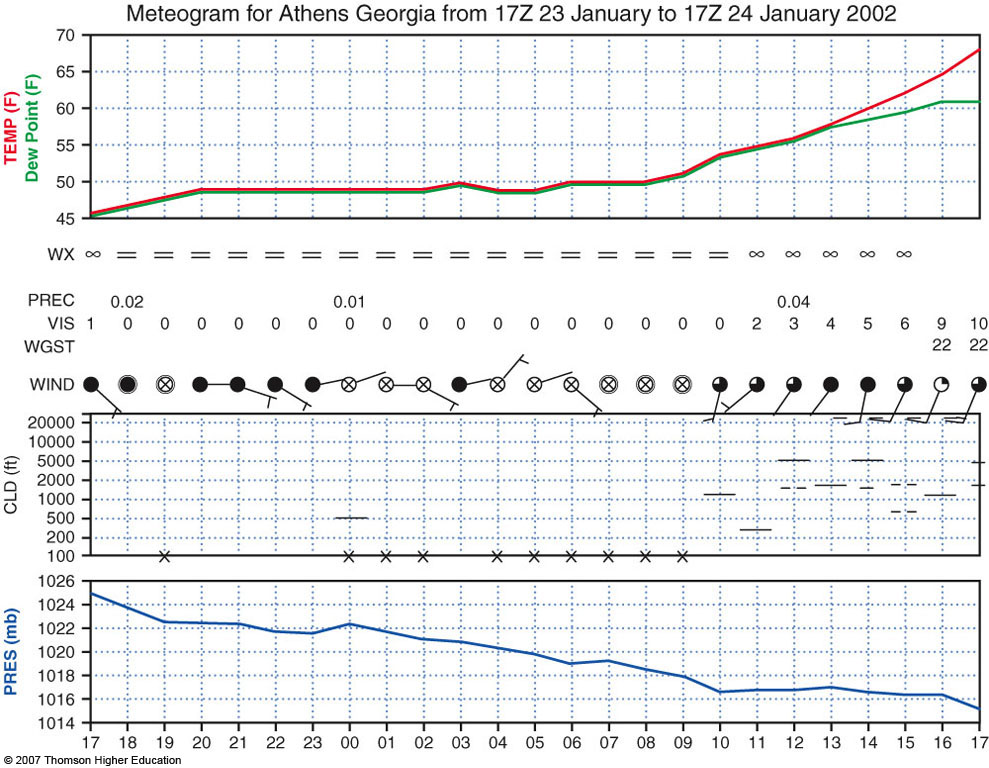 Meteogram for Athens Georgia from 17Z 23 January to 17Z 24 January 2002
TEMP (F)
Dew Point (F)
70
65
60
55
50
45
WX ∞ = = = = = = = = = = = = = = = = = ∞ ∞ ∞ ∞ ∞
PREC 0.02 0.01 0.04
VIS 1 0 0 0 0 0 0 0 0 0 0 0 0 0 0 0 0 0 2 3 4 5 6 9 10
WGST 22 22
WIND
CLD (ft)
20000
10000
5000
2000
1000
500
200
100
PRES (mb)
1026
1024
1022
1020
1018
1016
1014
17 18 19 20 21 22 23 00 01 02 03 04 05 06 07 08 09 10 11 12 13 14 15 16 17
© 2007 Thomson Higher Education